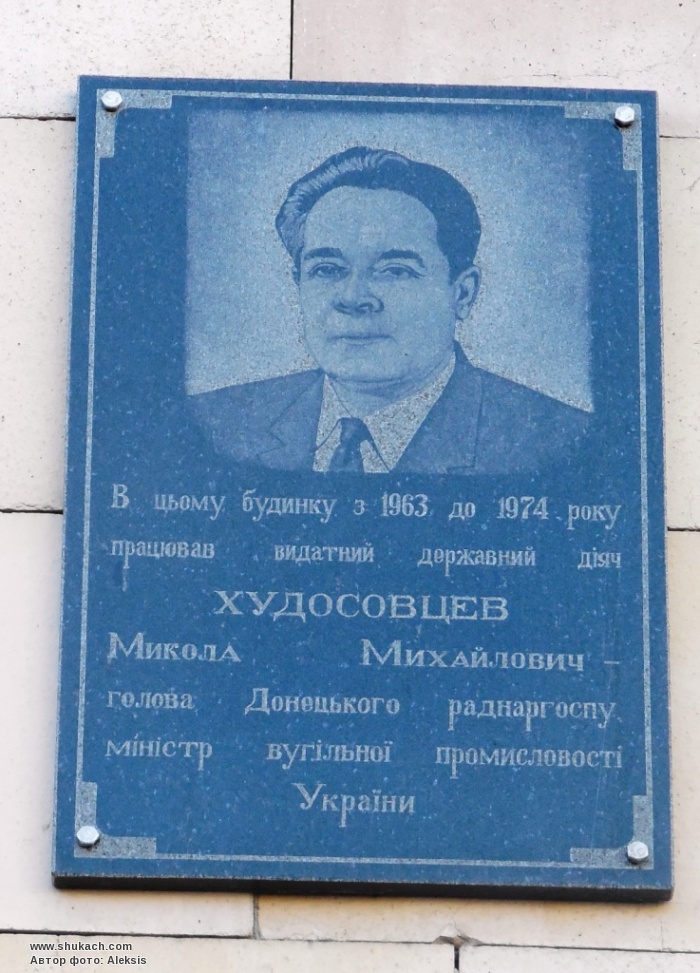 В цьому будинку з 1963 до 1974 року
працював видатний державний діяч
ХУДОСОВЦЕВ
Микола Михайлович –
голова Донецького раднаргоспу,
міністр вугільної промисловості
України
www.shukach.com
Автор фото: Aleksis